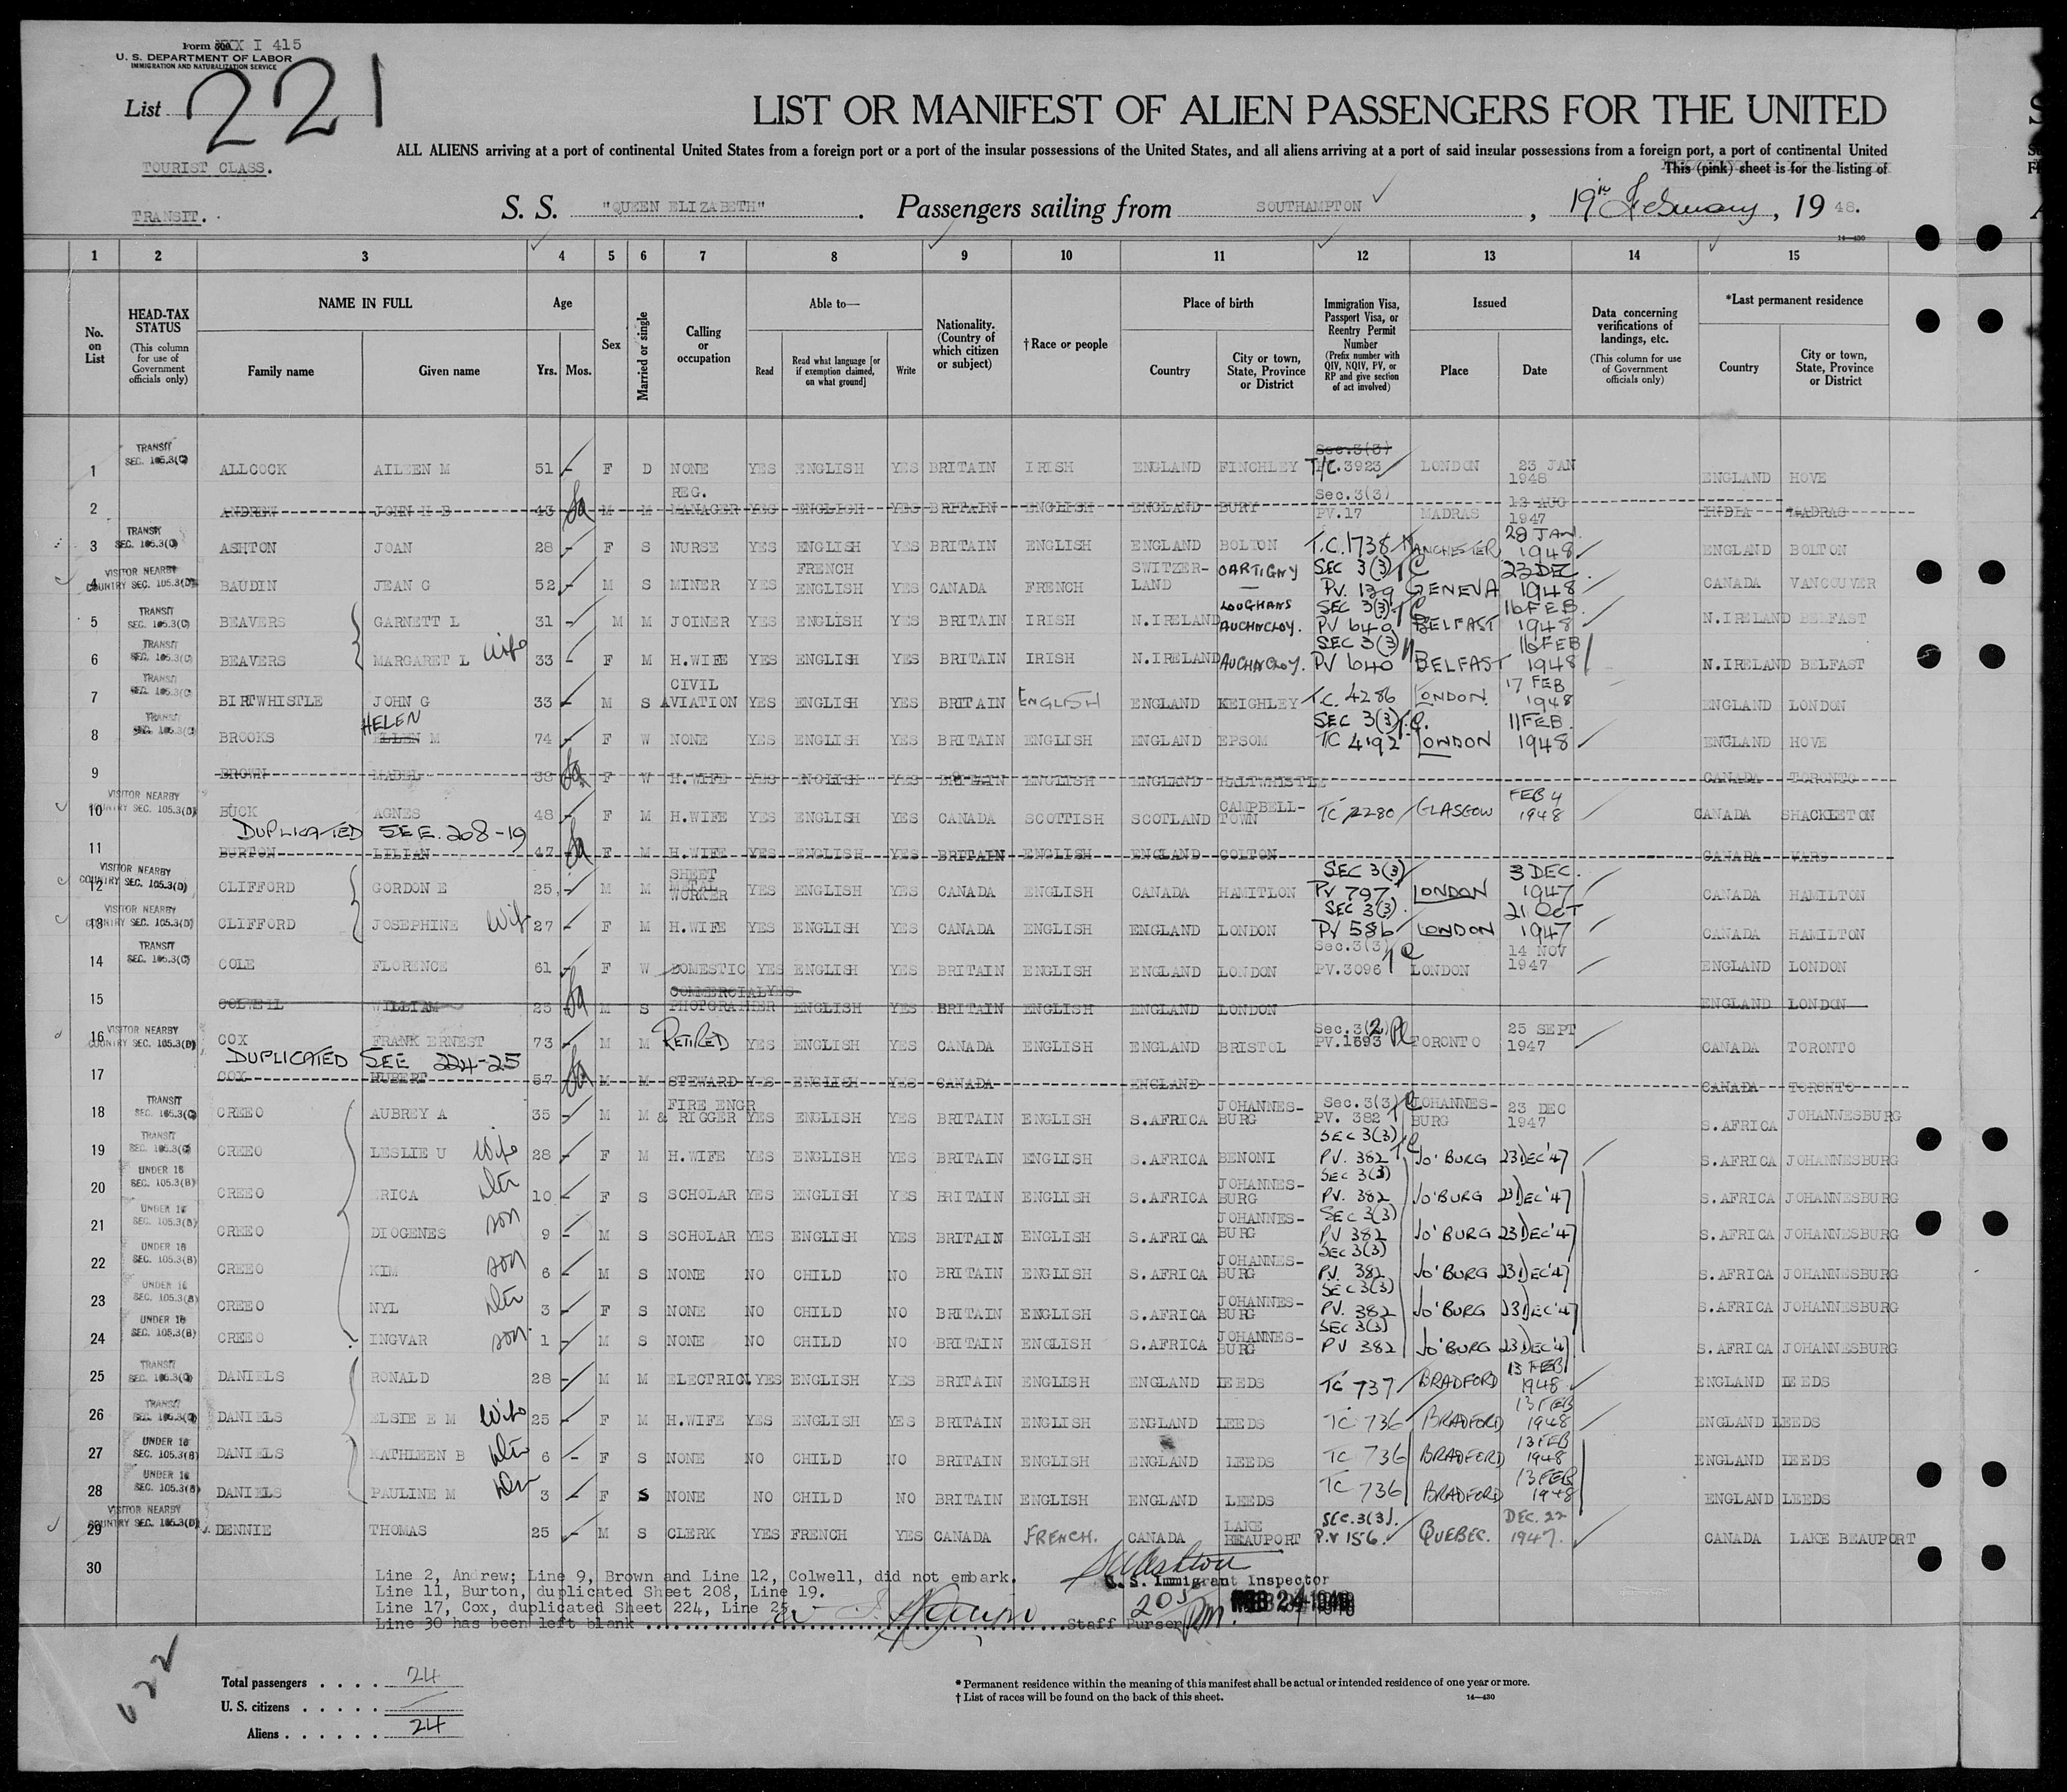 Form 500 XXX I 415
U. S. DEPARTMENT OF LABOR
IMMIGRATION AND NATURALIZATION SERVICE
List 221
LIST OR MANIFEST OF ALIEN PASSENGERS FOR THE UNITED
ALL ALIENS arriving at a port of continental United States from a foreign port or a port of the insular possessions of the United States, and all aliens arriving at a port of said insular possessions from a foreign port, a port of continental United
TOURIST CLASS.
This (pink) sheet is for the listing of
TRANSIT.
S. S. "QUEEN ELIZABETH". Passengers sailing from SOUTHAMPTON, 19th February, 1948.
14—430
1 2 3 4 5 6 7 8 9 10 11 12 13 14 15
No. on List
HEAD-TAX STATUS (This column for use of Government officials only)
NAME IN FULL
Family name Given name
Age
Yrs. Mos.
Sex
Married or single
Calling or occupation
Able to—
Read Read what language [or if exemption claimed, on what ground] Write
Nationality. (Country of which citizen or subject)
†Race or people
Place of birth
Country City or town, State, Province or District
Immigration Visa, Passport Visa, or Reentry Permit Number (Prefix number with QIV, NQIV, PV, or RP and give section of act involved)
Issued
Place Date
Data concerning verifications of landings, etc. (This column for use of Government officials only)
*Last permanent residence
Country City or town, State, Province or District
1 TRANSIT SEC. 105.3(C) ALLCOCK AILEEN M 51 - F D NONE YES ENGLISH YES BRITAIN IRISH ENGLAND FINCHLEY Sec.3(3) T/C.3923 LONDON 23 JAN 1948 ENGLAND HOVE
2 ANDREW JOHN H B 43 M M REG. MANAGER YES ENGLISH YES BRITAIN ENGLISH ENGLAND BURY Sec.3(3) PV.17 MADRAS 12 AUG 1947 INDIA MADRAS
3 TRANSIT SEC. 105.3(C) ASHTON JOAN 28 - F S NURSE YES ENGLISH YES BRITAIN ENGLISH ENGLAND BOLTON T.C.1738 MANCHESTER 29 JAN. 1948 ENGLAND BOLTON
4 VISITOR NEARBY COUNTRY SEC. 105.3(D) BAUDIN JEAN G 52 - M S MINER YES FRENCH ENGLISH YES CANADA FRENCH SWITZER-LAND CARTIGNY SEC 3(3) PV. 129 GENEVA 23 DEC. 1948 CANADA VANCOUVER
5 TRANSIT SEC. 105.3(C) BEAVERS GARNETT L 31 - M M JOINER YES ENGLISH YES BRITAIN IRISH N.IRELAND LOUGHANS AUCHNCLOY. SEC 3(3) PV 640 BELFAST 16 FEB. 1948 N.IRELAND BELFAST
6 TRANSIT SEC. 105.3(C) BEAVERS MARGARET L Wife 33 - F M H.WIFE YES ENGLISH YES BRITAIN IRISH N.IRELAND AUCHNCLOY. SEC 3(3) PV 640 BELFAST 16 FEB 1948 N.IRELAND BELFAST
7 TRANSIT SEC. 105.3(C) BIRTWHISTLE JOHN G 33 - M S CIVIL AVIATION YES ENGLISH YES BRITAIN ENGLISH ENGLAND KEIGHLEY T.C. 4286 LONDON. 17 FEB 1948 ENGLAND LONDON
8 TRANSIT SEC. 105.3(C) BROOKS HELEN ELLEN M 74 - F W NONE YES ENGLISH YES BRITAIN ENGLISH ENGLAND EPSOM SEC 3(3) T.C. TC 4192 LONDON 11 FEB. 1948 ENGLAND HOVE
9 BROWN MABEL 38 F W H.WIFE YES ENGLISH YES BRITAIN ENGLISH ENGLAND HALTWHISTLE CANADA TORONTO
10 VISITOR NEARBY COUNTRY SEC. 105.3(D) BUCK AGNES 48 - F M H.WIFE YES ENGLISH YES CANADA SCOTTISH SCOTLAND CAMPBELL-TOWN TC 2280 GLASGOW FEB 4 1948 CANADA SHACKLETON
DUPLICATED SEE. 208-19
11 BURTON LILIAN 47 F M H.WIFE YES ENGLISH YES BRITAIN ENGLISH ENGLAND COLTON CANADA VARS
12 VISITOR NEARBY COUNTRY SEC. 105.3(D) CLIFFORD GORDON E 25 - M M SHEET METAL WORKER YES ENGLISH YES CANADA ENGLISH CANADA HAMITLON SEC 3(3) PV 797 LONDON 3 DEC. 1947 CANADA HAMILTON
13 VISITOR NEARBY COUNTRY SEC. 105.3(D) CLIFFORD JOSEPHINE Wife 27 - F M H.WIFE YES ENGLISH YES CANADA ENGLISH ENGLAND LONDON SEC 3(3). PV 586 LONDON 21 OCT 1947 CANADA HAMILTON
14 TRANSIT SEC. 105.3(C) COLE FLORENCE 61 - F W DOMESTIC YES ENGLISH YES BRITAIN ENGLISH ENGLAND LONDON Sec.3(3) PV.3096 LONDON 14 NOV 1947 ENGLAND LONDON
15 COLWELL WILLIAM 25 M S COMMERCIAL PHOTOGRAPHER YES ENGLISH YES BRITAIN ENGLISH ENGLAND LONDON ENGLAND LONDON
16 VISITOR NEARBY COUNTRY SEC. 105.3(D) COX FRANK ERNEST 73 - M M RETIRED YES ENGLISH YES CANADA ENGLISH ENGLAND BRISTOL Sec.3(2) PV.1593 TORONTO 25 SEPT 1947 CANADA TORONTO
DUPLICATED SEE 224-25
17 COX HUBERT 57 M M STEWARD YES ENGLISH YES CANADA ENGLAND CANADA TORONTO
18 TRANSIT SEC. 105.3(C) CREEO AUBREY A 35 - M M FIRE ENGR & RIGGER YES ENGLISH YES BRITAIN ENGLISH S.AFRICA JOHANNES-BURG Sec.3(3) PV. 382 JOHANNES-BURG 23 DEC 1947 S.AFRICA JOHANNESBURG
19 TRANSIT SEC. 105.3(C) CREEO LESLIE U Wife 28 - F M H.WIFE YES ENGLISH YES BRITAIN ENGLISH S.AFRICA BENONI SEC 3(3) PV. 382 JO'BURG 23 DEC '47 S.AFRICA JOHANNESBURG
20 UNDER 16 SEC. 105.3(B) CREEO ERICA dtr 10 - F S SCHOLAR YES ENGLISH YES BRITAIN ENGLISH S.AFRICA JOHANNES-BURG SEC 3(3) PV. 382 JO'BURG 23 DEC '47 S.AFRICA JOHANNESBURG
21 UNDER 16 SEC. 105.3(B) CREEO DIOGENES son 9 - M S SCHOLAR YES ENGLISH YES BRITAIN ENGLISH S.AFRICA JOHANNES-BURG SEC 3(3) PV 382 JO'BURG 23 DEC '47 S.AFRICA JOHANNESBURG
22 UNDER 16 SEC. 105.3(B) CREEO KIM son 6 - M S NONE NO CHILD NO BRITAIN ENGLISH S.AFRICA JOHANNES-BURG SEC 3(3) PV. 382 JO'BURG 23 DEC '47 S.AFRICA JOHANNESBURG
23 UNDER 16 SEC. 105.3(B) CREEO NYL dtr 3 - F S NONE NO CHILD NO BRITAIN ENGLISH S.AFRICA JOHANNES-BURG SEC 3(3) PV. 382 JO'BURG 23 DEC '47 S.AFRICA JOHANNESBURG
24 UNDER 16 SEC. 105.3(B) CREEO INGVAR son 1 - M S NONE NO CHILD NO BRITAIN ENGLISH S.AFRICA JOHANNES-BURG SEC 3(3) PV 382 JO'BURG 23 DEC '47 S.AFRICA JOHANNESBURG
25 TRANSIT SEC. 105.3(C) DANIELS RONALD 28 - M M ELECTRICN. YES ENGLISH YES BRITAIN ENGLISH ENGLAND LEEDS TC 737 BRADFORD 13 FEB 1948 ENGLAND LEEDS
26 TRANSIT SEC. 105.3(C) DANIELS ELSIE E M Wife 25 - F M H.WIFE YES ENGLISH YES BRITAIN ENGLISH ENGLAND LEEDS TC 736 BRADFORD 13 FEB 1948 ENGLAND LEEDS
27 UNDER 16 SEC. 105.3(B) DANIELS KATHLEEN B dtr 6 - F S NONE NO CHILD NO BRITAIN ENGLISH ENGLAND LEEDS TC 736 BRADFORD 13 FEB 1948 ENGLAND LEEDS
28 UNDER 16 SEC. 105.3(B) DANIELS PAULINE M dtr 3 - F S NONE NO CHILD NO BRITAIN ENGLISH ENGLAND LEEDS TC 736 BRADFORD 13 FEB 1948 ENGLAND LEEDS
29 VISITOR NEARBY COUNTRY SEC. 105.3(D) DENNIE THOMAS 25 - M S CLERK YES FRENCH YES CANADA FRENCH. CANADA LAKE BEAUPORT SEC.3(3). P.V 156. QUEBEC. DEC. 22 1947. CANADA LAKE BEAUPORT
30
Line 2, Andrew; Line 9, Brown and Line 12, Colwell, did not embark.
Line 11, Burton, duplicated Sheet 208, Line 19.
Line 17, Cox, duplicated Sheet 224, Line 25
Line 30 has been left blank Staff Purser
U. S. Immigrant Inspector
205
FEB 24 1948
222
Total passengers . . . . 24
U. S. citizens . . . . .
Aliens . . . . . . 24
* Permanent residence within the meaning of this manifest shall be actual or intended residence of one year or more.
† List of races will be found on the back of this sheet. 14—430